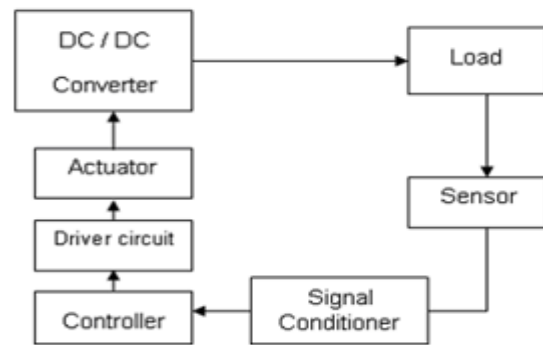 DC / DC
Converter
Load
Actuator
Sensor
Driver circuit
Signal
Conditioner
Controller